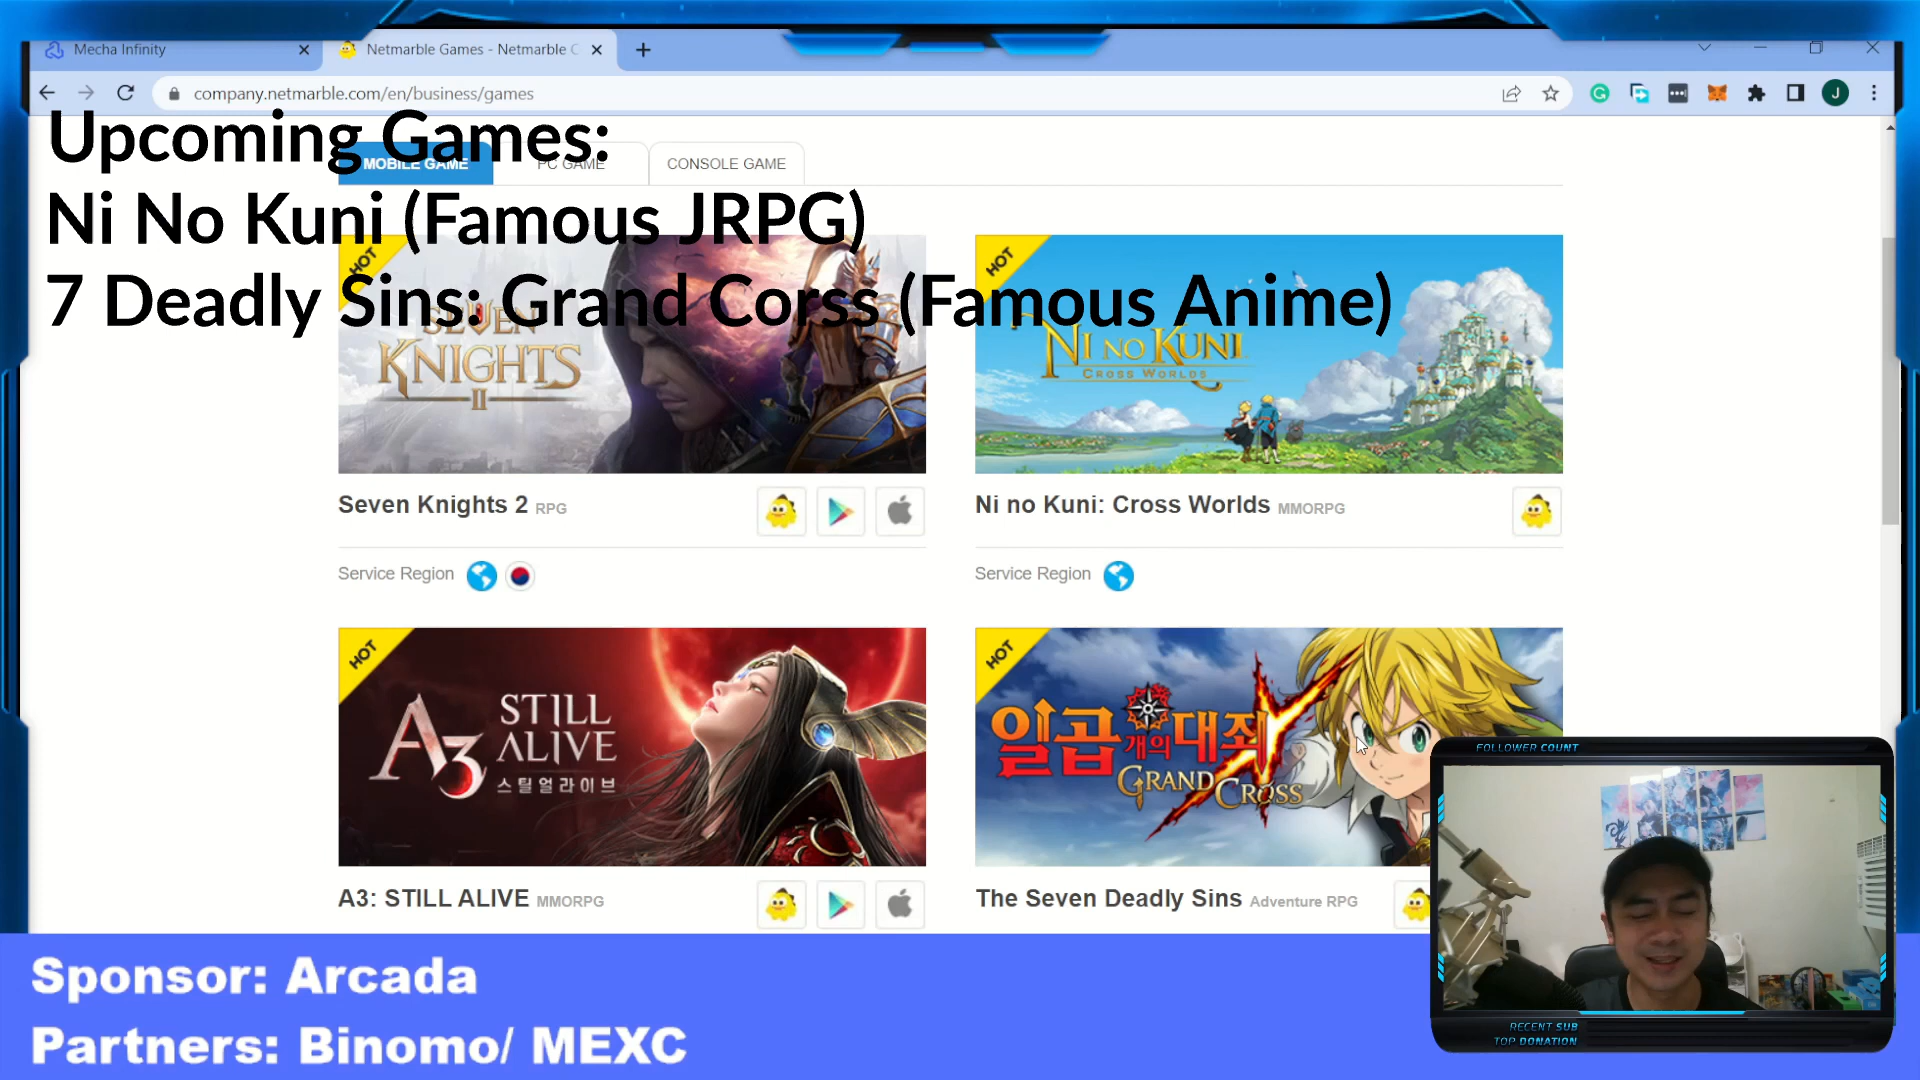 Mecha Infinity
Netmarble Games - Netmarble C
company.netmarble.com/en/business/games
J
Upcoming Games:
MOBILE GAME
PC GAME
CONSOLE GAME
Ni No Kuni (Famous JRPG)
7 Deadly Sins: Grand Corss (Famous Anime)
HOT
SEVEN
KNIGHTS
II
HOT
NI NO KUNI
CROSS WORLDS
Seven Knights 2 RPG
Ni no Kuni: Cross Worlds MMORPG
Service Region
Service Region
HOT
A3 STILL
ALIVE
스틸얼라이브
HOT
일곱개의대죄
GRAND CROSS
A3: STILL ALIVE MMORPG
The Seven Deadly Sins Adventure RPG
FOLLOWER COUNT
RECENT SUB
TOP DONATION
Sponsor: Arcada
Partners: Binomo/ MEXC